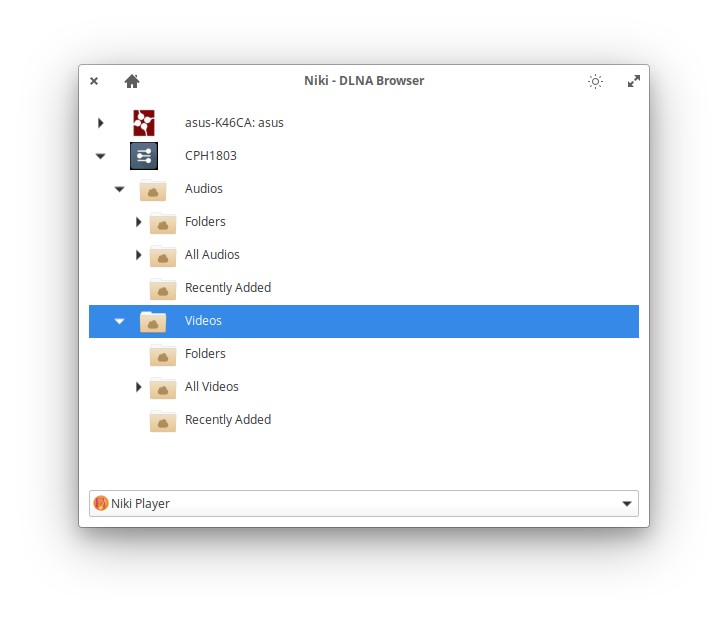 Niki - DLNA Browser
asus-K46CA: asus
CPH1803
Audios
Folders
All Audios
Recently Added
Videos
Folders
All Videos
Recently Added
Niki Player